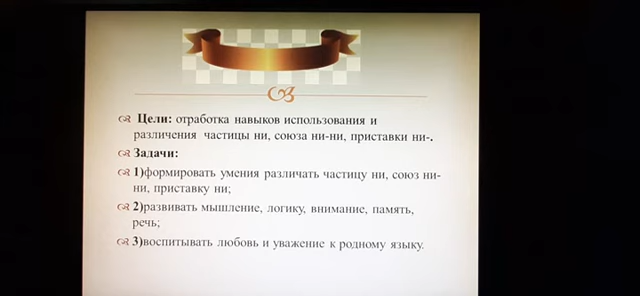 Цели: отработка навыков использования и
различения частицы ни, союза ни-ни, приставки ни-.
Задачи:
1)формировать умения различать частицу ни, союз ни-
ни, приставку ни;
2)развивать мышление, логику, внимание, память,
речь;
3)воспитывать любовь и уважение к родному языку.